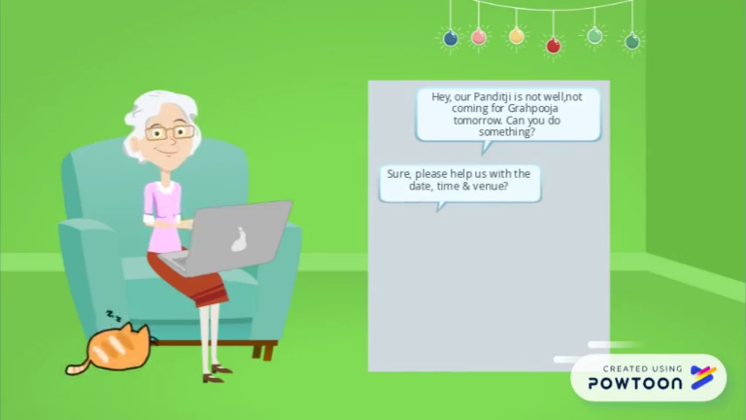 Hey, our Panditji is not well,not
coming for Grahpooja
tomorrow. Can you do
something?
Sure, please help us with the
date, time & venue?
z z z
CREATED USING
POWTOON